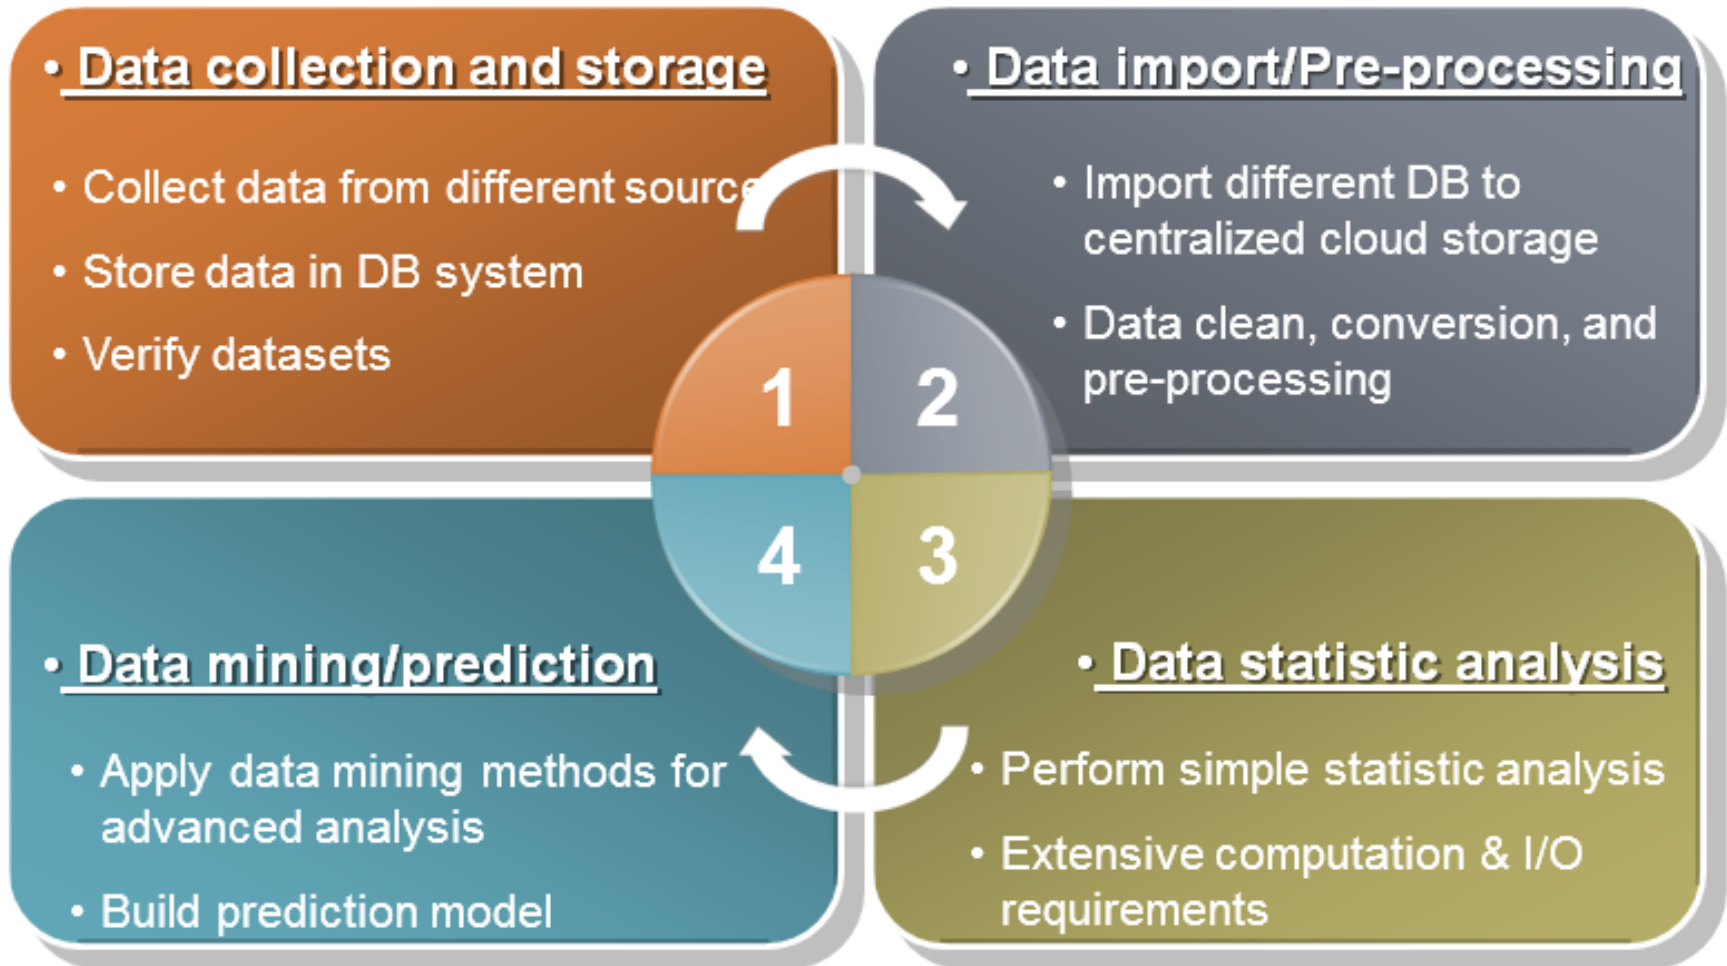 • Data collection and storage
• Collect data from different source
• Store data in DB system
• Verify datasets
• Data import/Pre-processing
• Import different DB to
centralized cloud storage
• Data clean, conversion, and
pre-processing
1
2
4
3
• Data mining/prediction
• Apply data mining methods for
advanced analysis
• Build prediction model
• Data statistic analysis
• Perform simple statistic analysis
• Extensive computation & I/O
requirements